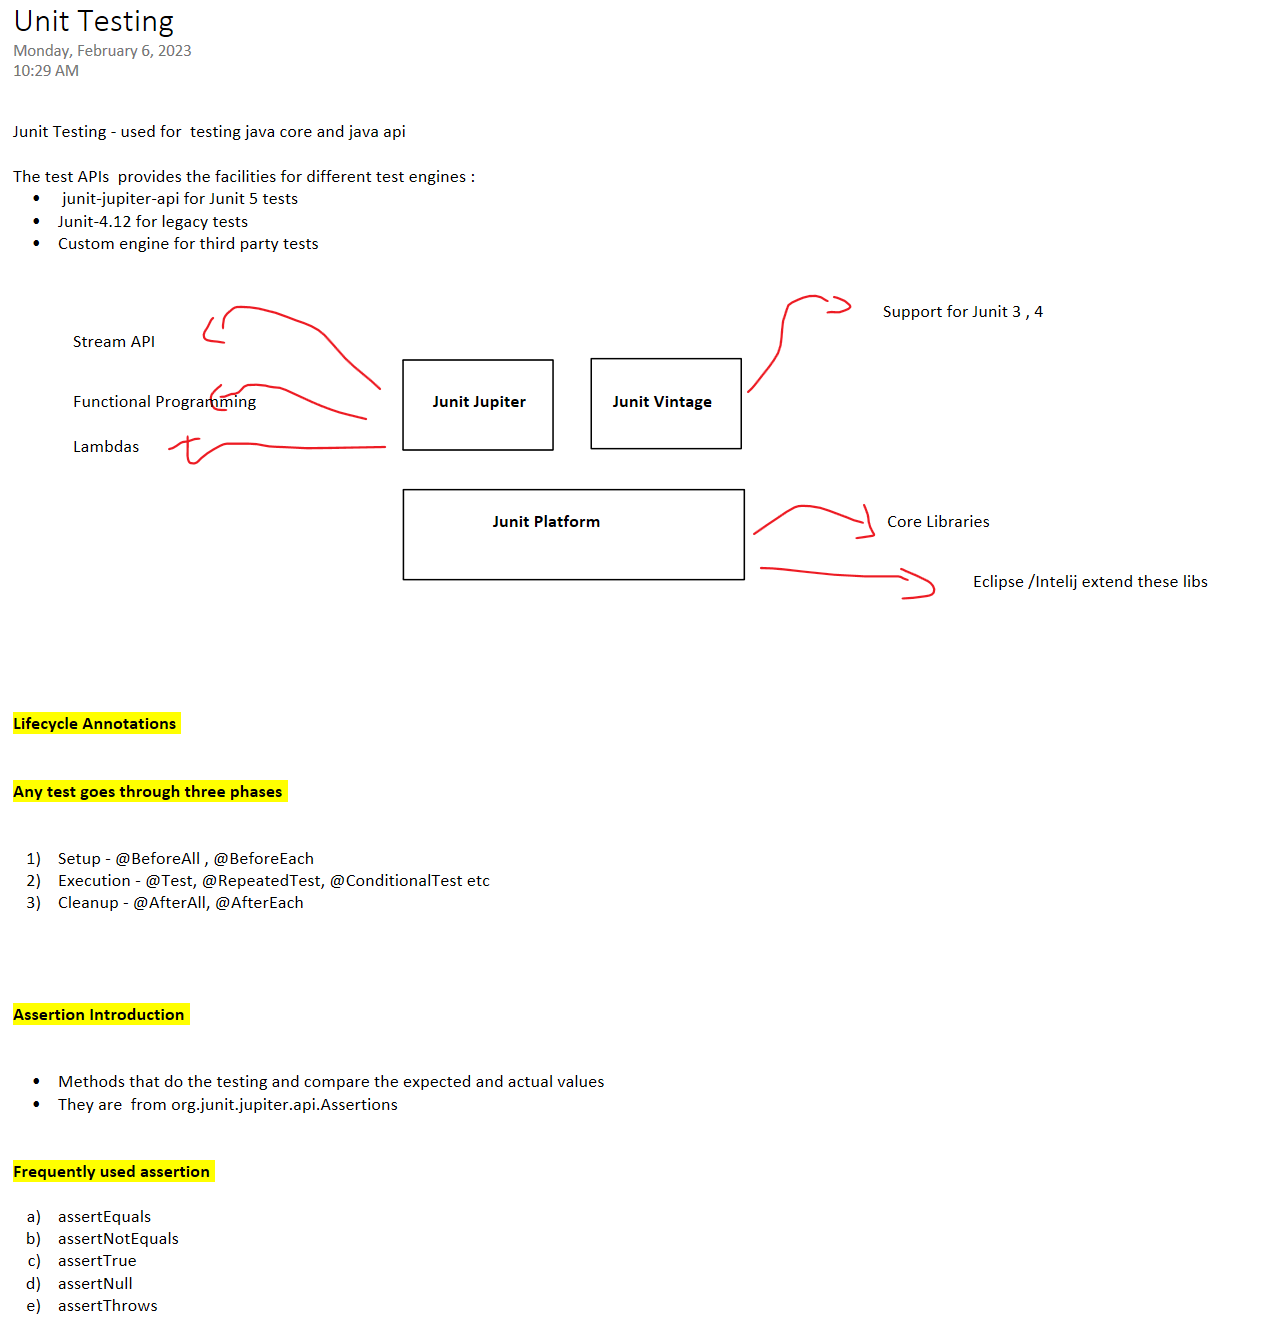 Unit Testing
Monday, February 6, 2023
10:29 AM
Junit Testing - used for  testing java core and java api
The test APIs  provides the facilities for different test engines :
• junit-jupiter-api for Junit 5 tests
• Junit-4.12 for legacy tests
• Custom engine for third party tests
Support for Junit 3 , 4
Stream API
Functional Programming
Junit Jupiter
Junit Vintage
Lambdas
Junit Platform
Core Libraries
Eclipse /Intelij extend these libs
Lifecycle Annotations
Any test goes through three phases
1) Setup - @BeforeAll , @BeforeEach
2) Execution - @Test, @RepeatedTest, @ConditionalTest etc
3) Cleanup - @AfterAll, @AfterEach
Assertion Introduction
• Methods that do the testing and compare the expected and actual values
• They are  from org.junit.jupiter.api.Assertions
Frequently used assertion
a) assertEquals
b) assertNotEquals
c) assertTrue
d) assertNull
e) assertThrows